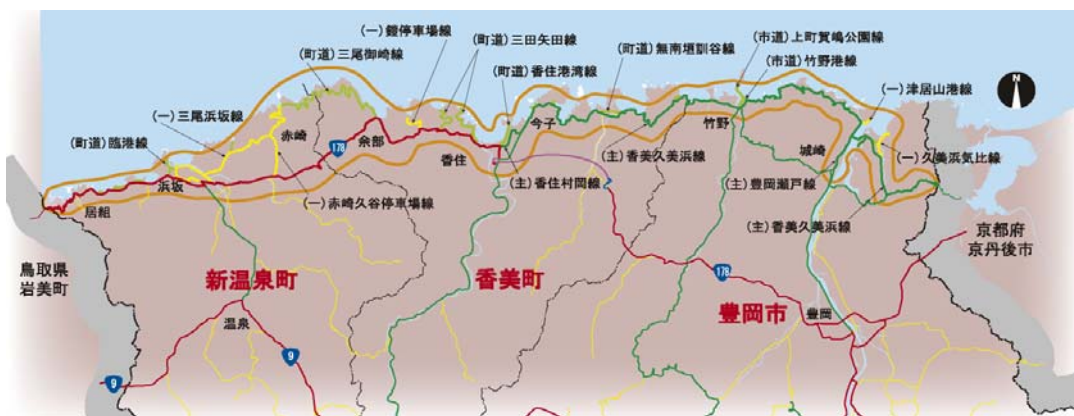 (一)鎧停車場線
(町道)三田矢田線
(市道)上町賀嶋公園線
(町道)無南垣訓谷線
(町道)三尾御崎線
(町道)香住港湾線
(市道)竹野港線
N
(一)三尾浜坂線
(一)津居山港線
赤崎
今子
(町道)臨港線
余部
竹野
178
香住
(主)香美久美浜線
城崎
(一)久美浜気比線
浜坂
(主)香住村岡線
(主)豊岡瀬戸線
居組
(一)赤崎久谷停車場線
(主)香美久美浜線
京都府
京丹後市
鳥取県
岩美町
新温泉町
香美町
178
豊岡市
豊岡
温泉
9
9